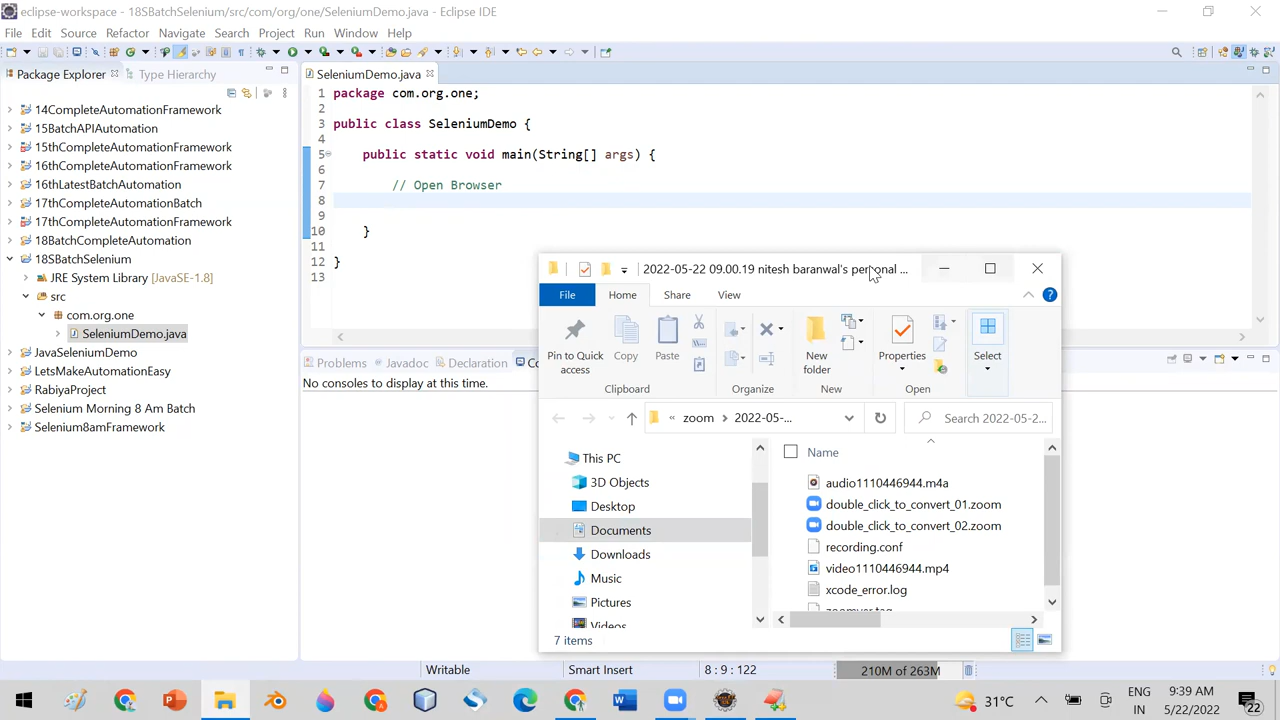 eclipse-workspace - 18SBatchSelenium/src/com/org/one/SeleniumDemo.java - Eclipse IDE
File Edit Source Refactor Navigate Search Project Run Window Help
Package Explorer
Type Hierarchy
14CompleteAutomationFramework
15BatchAPIAutomation
15thCompleteAutomationFramework
16thCompleteAutomationFramework
16thLatestBatchAutomation
17thCompleteAutomationBatch
17thCompleteAutomationFramework
18BatchCompleteAutomation
18SBatchSelenium
JRE System Library [JavaSE-1.8]
src
com.org.one
SeleniumDemo.java
JavaSeleniumDemo
LetsMakeAutomationEasy
RabiyaProject
Selenium Morning 8 Am Batch
Selenium8amFramework
SeleniumDemo.java
1 package com.org.one;
2
3 public class SeleniumDemo {
4
5 public static void main(String[] args) {
6
7 // Open Browser
8
9
10 }
11
12 }
13
Problems Javadoc Declaration Co
No consoles to display at this time.
2022-05-22 09.00.19 nitesh baranwal's personal ...
File Home Share View
Pin to Quick access
Copy
Paste
New folder
Properties
Select
Clipboard Organize New Open
« zoom › 2022-05-...
Search 2022-05-2...
This PC
3D Objects
Desktop
Documents
Downloads
Music
Pictures
Videos
Name
audio1110446944.m4a
double_click_to_convert_01.zoom
double_click_to_convert_02.zoom
recording.conf
video1110446944.mp4
xcode_error.log
7 items
Writable Smart Insert 8 : 9 : 122 210M of 263M
31°C
ENG
IN
9:39 AM
5/22/2022
22